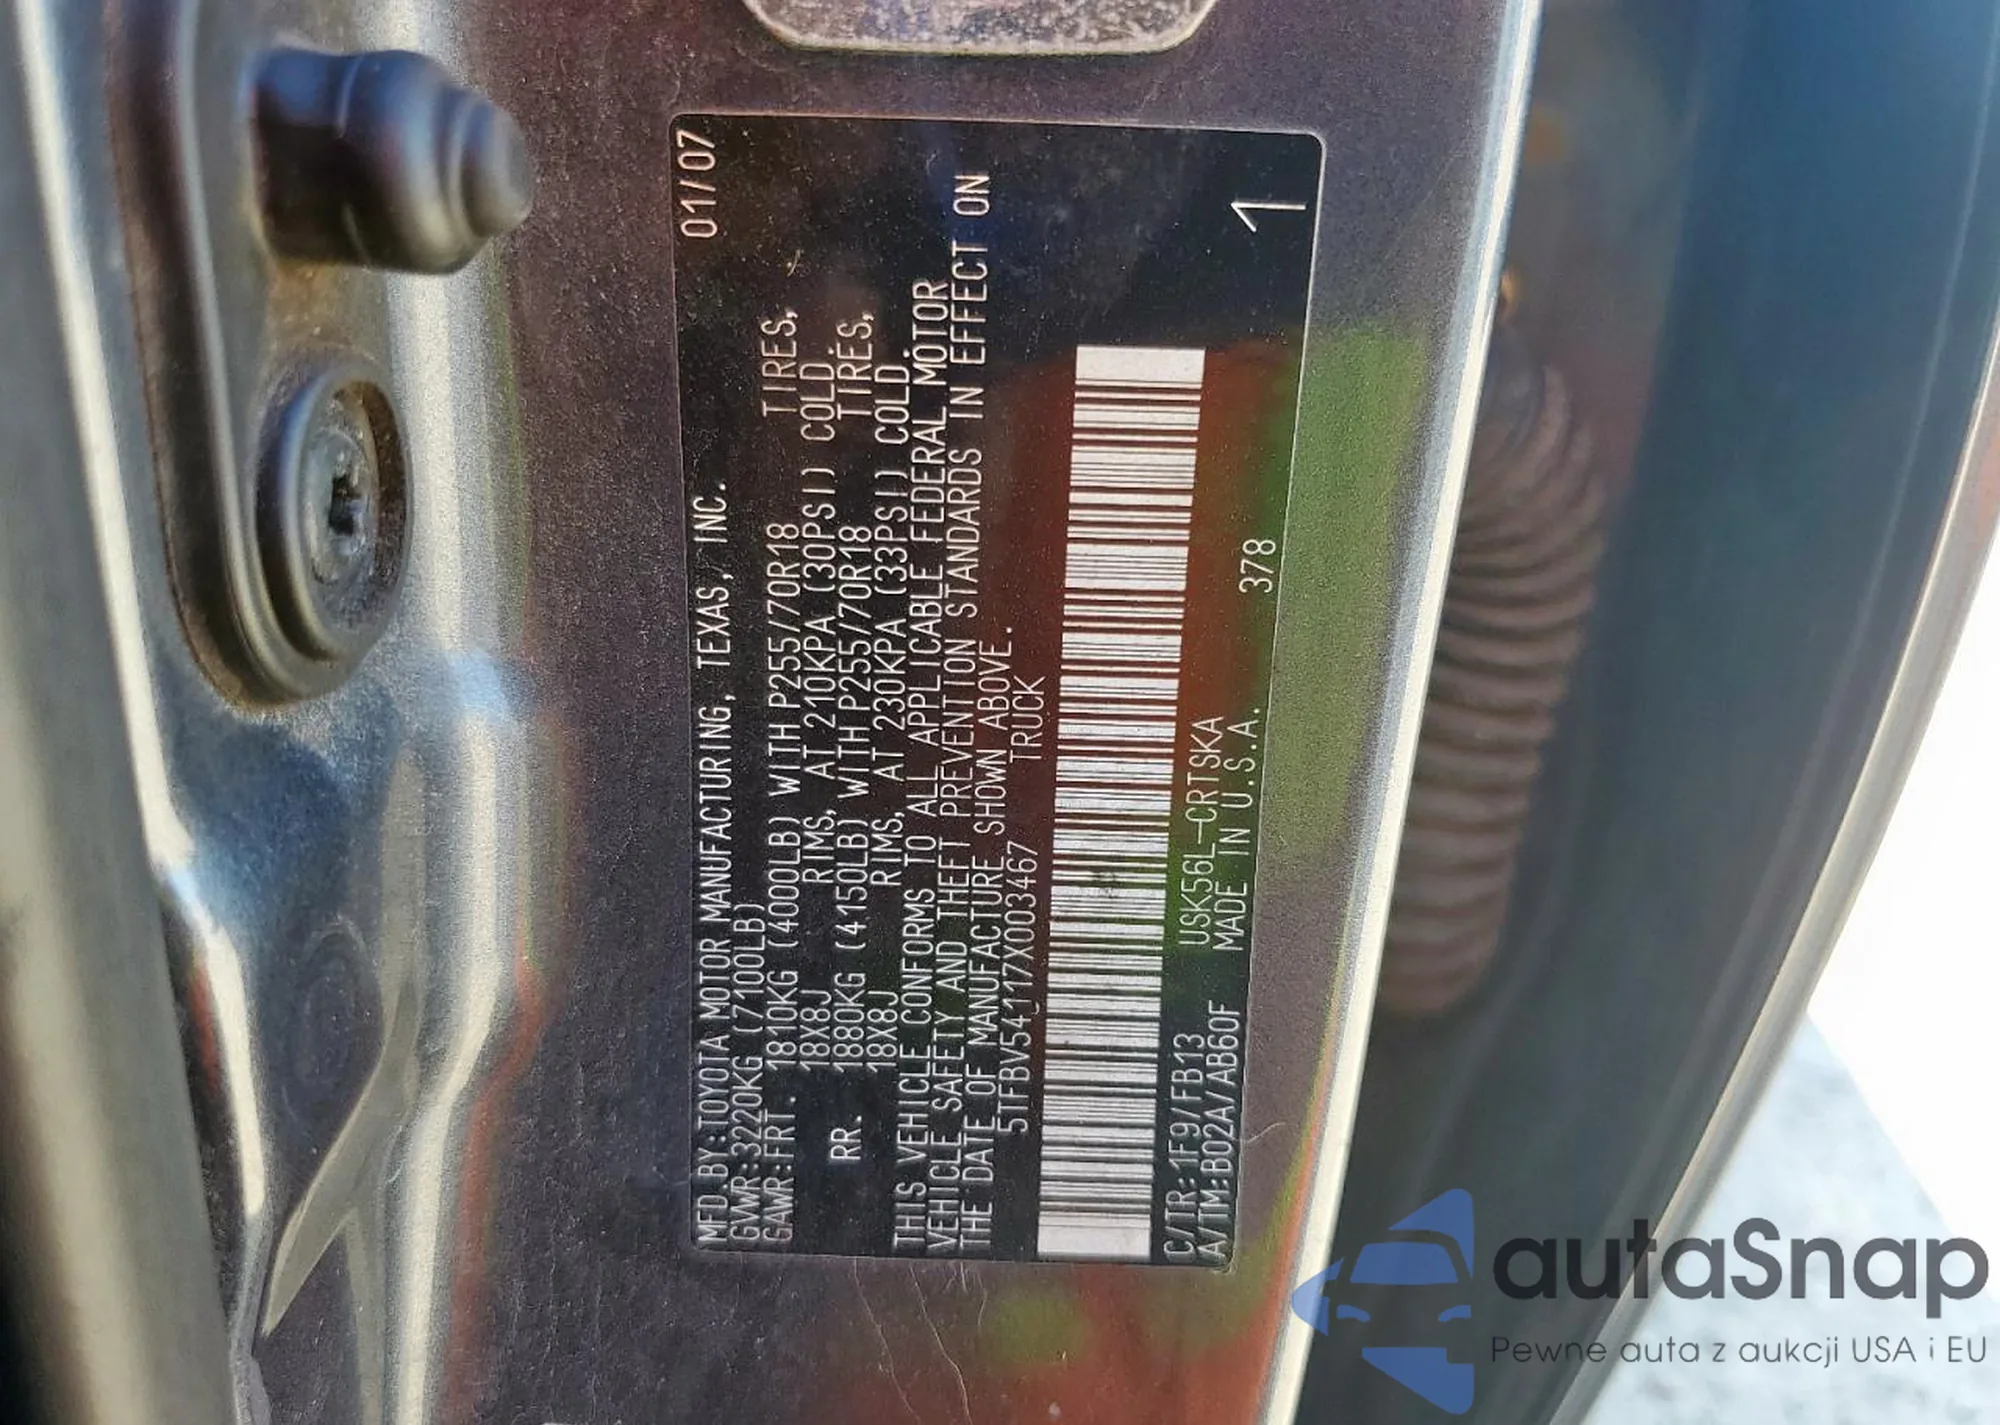 01/07
MFD.BY:TOYOTA MOTOR MANUFACTURING, TEXAS, INC.
GVWR:3220KG (7100LB)
GAWR:FRT. 1810KG (4000LB) WITH P255/70R18 TIRES,
18X8J RIMS, AT 210KPA (30PSI) COLD
RR. 1880KG (4150LB) WITH P255/70R18 TIRES,
18X8J RIMS, AT 230KPA (33PSI) COLD.
THIS VEHICLE CONFORMS TO ALL APPLICABLE FEDERAL MOTOR
VEHICLE SAFETY AND THEFT PREVENTION STANDARDS IN EFFECT ON
THE DATE OF MANUFACTURE SHOWN ABOVE.
5TFBV54117X003467 TRUCK
C/TR:1F9/FB13 USK56L-CRTSKA
A/TM:B02A/AB60F MADE IN U.S.A. 378
1
autaSnap
Pewne auta z aukcji USA i EU